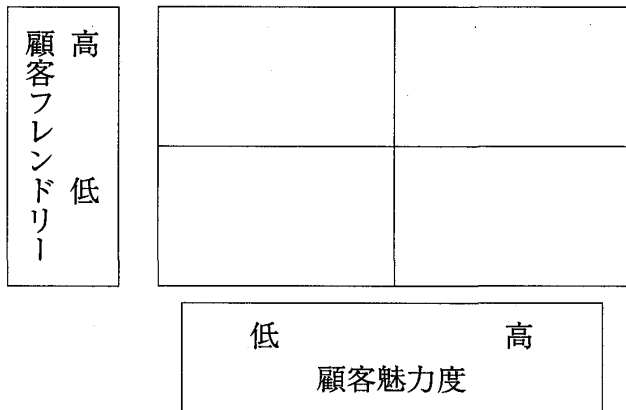 高　低
顧客フレンドリー
低　高
顧客魅力度